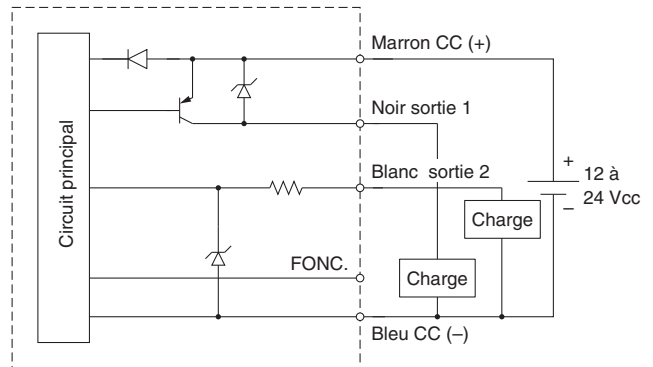 Marron CC (+)
Noir sortie 1
Circuit principal
Blanc sortie 2
+
12 à
24 Vcc
–
Charge
FONC.
Charge
Bleu CC (–)